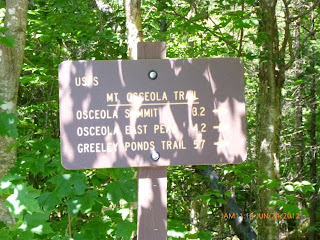 USFS
MT. OSCEOLA TRAIL
OSCEOLA SUMMIT 3.2
OSCEOLA EAST PEAK 4.2
GREELEY PONDS TRAIL 5.7